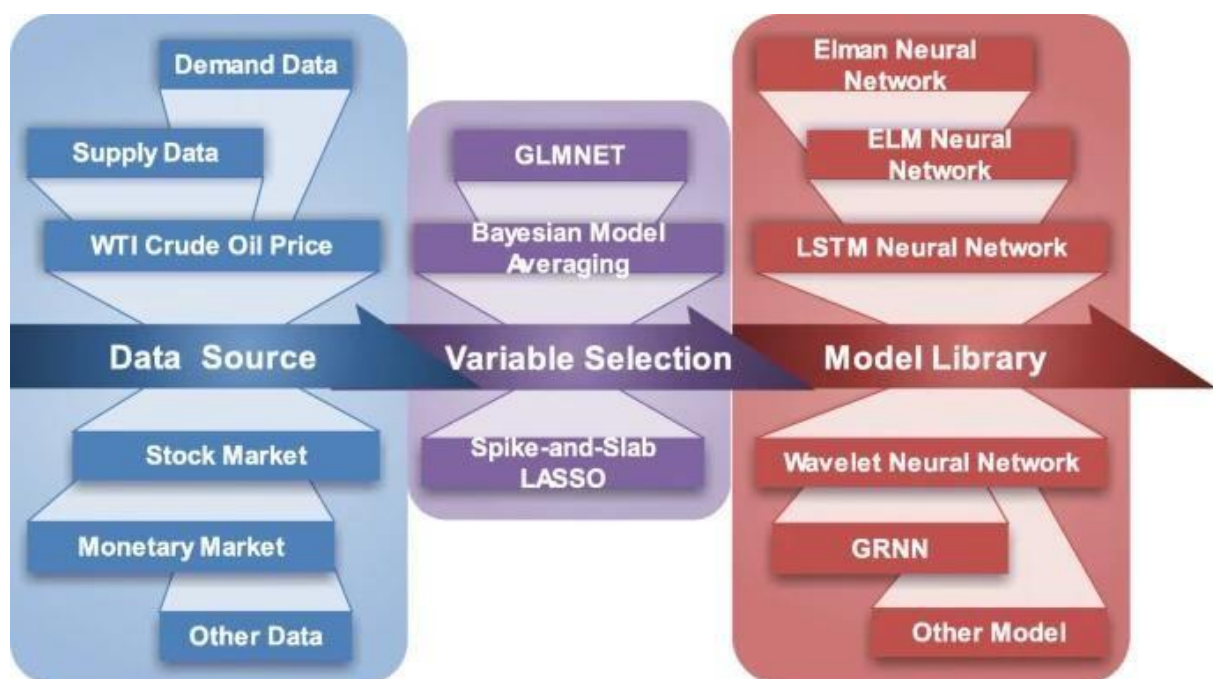 Demand Data
Supply Data
WTI Crude Oil Price
Data Source
Stock Market
Monetary Market
Other Data
GLMNET
Bayesian Model
Averaging
Variable Selection
Spike-and-Slab
LASSO
Elman Neural
Network
ELM Neural
Network
LSTM Neural Network
Model Library
Wavelet Neural Network
GRNN
Other Model